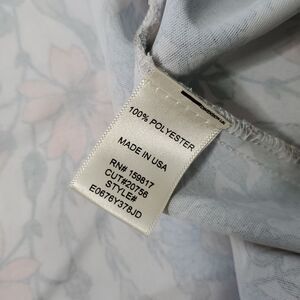 100% POLYESTER
MADE IN USA
RN# 159817
CUT#20756
STYLE#
E0676Y378JD